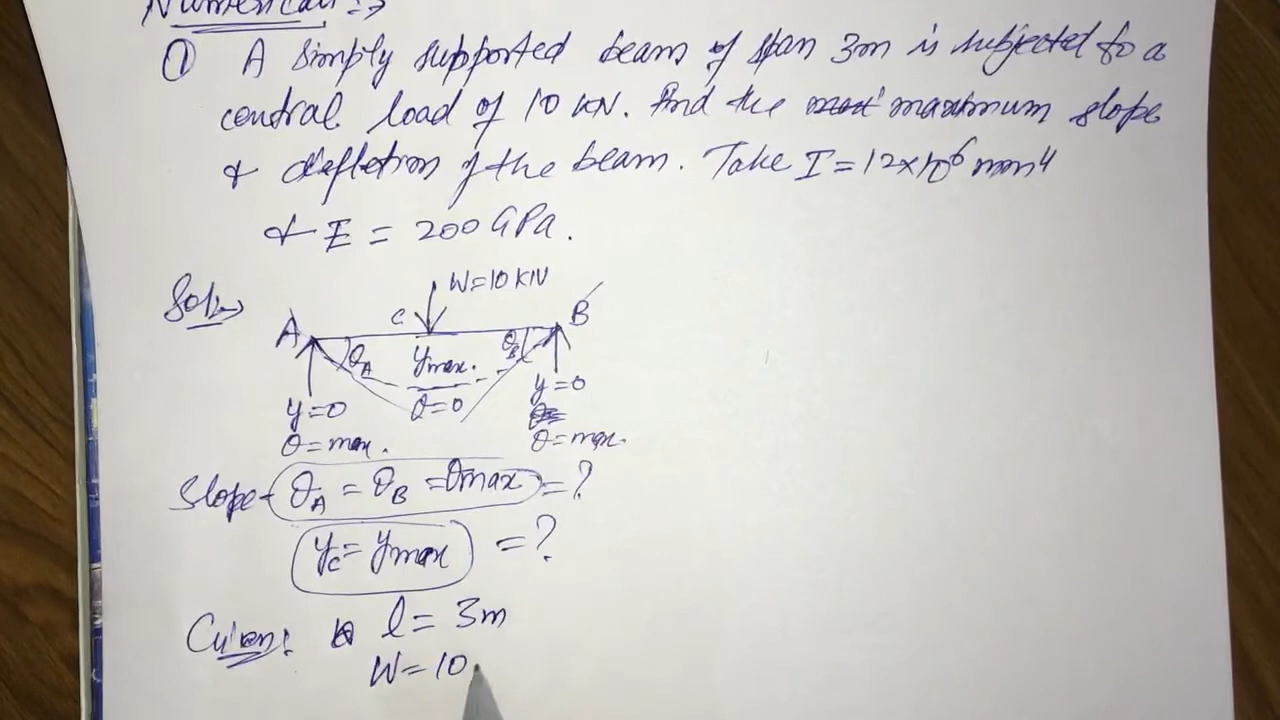 Numerical :→
① A simply supported beam of span 3m is subjected to a
central load of 10 kN. Find the maximum slope
& defletion of the beam. Take I = 12×10⁶ mm⁴
& E = 200 GPa.
Soln→
W=10 KN
A C B
θA ymax. θB
y=0 θ=0 y=0
θ=max. θ=max.
Slope- θA = θB = θmax = ?
yc = ymax = ?
Given: l = 3m
W=10